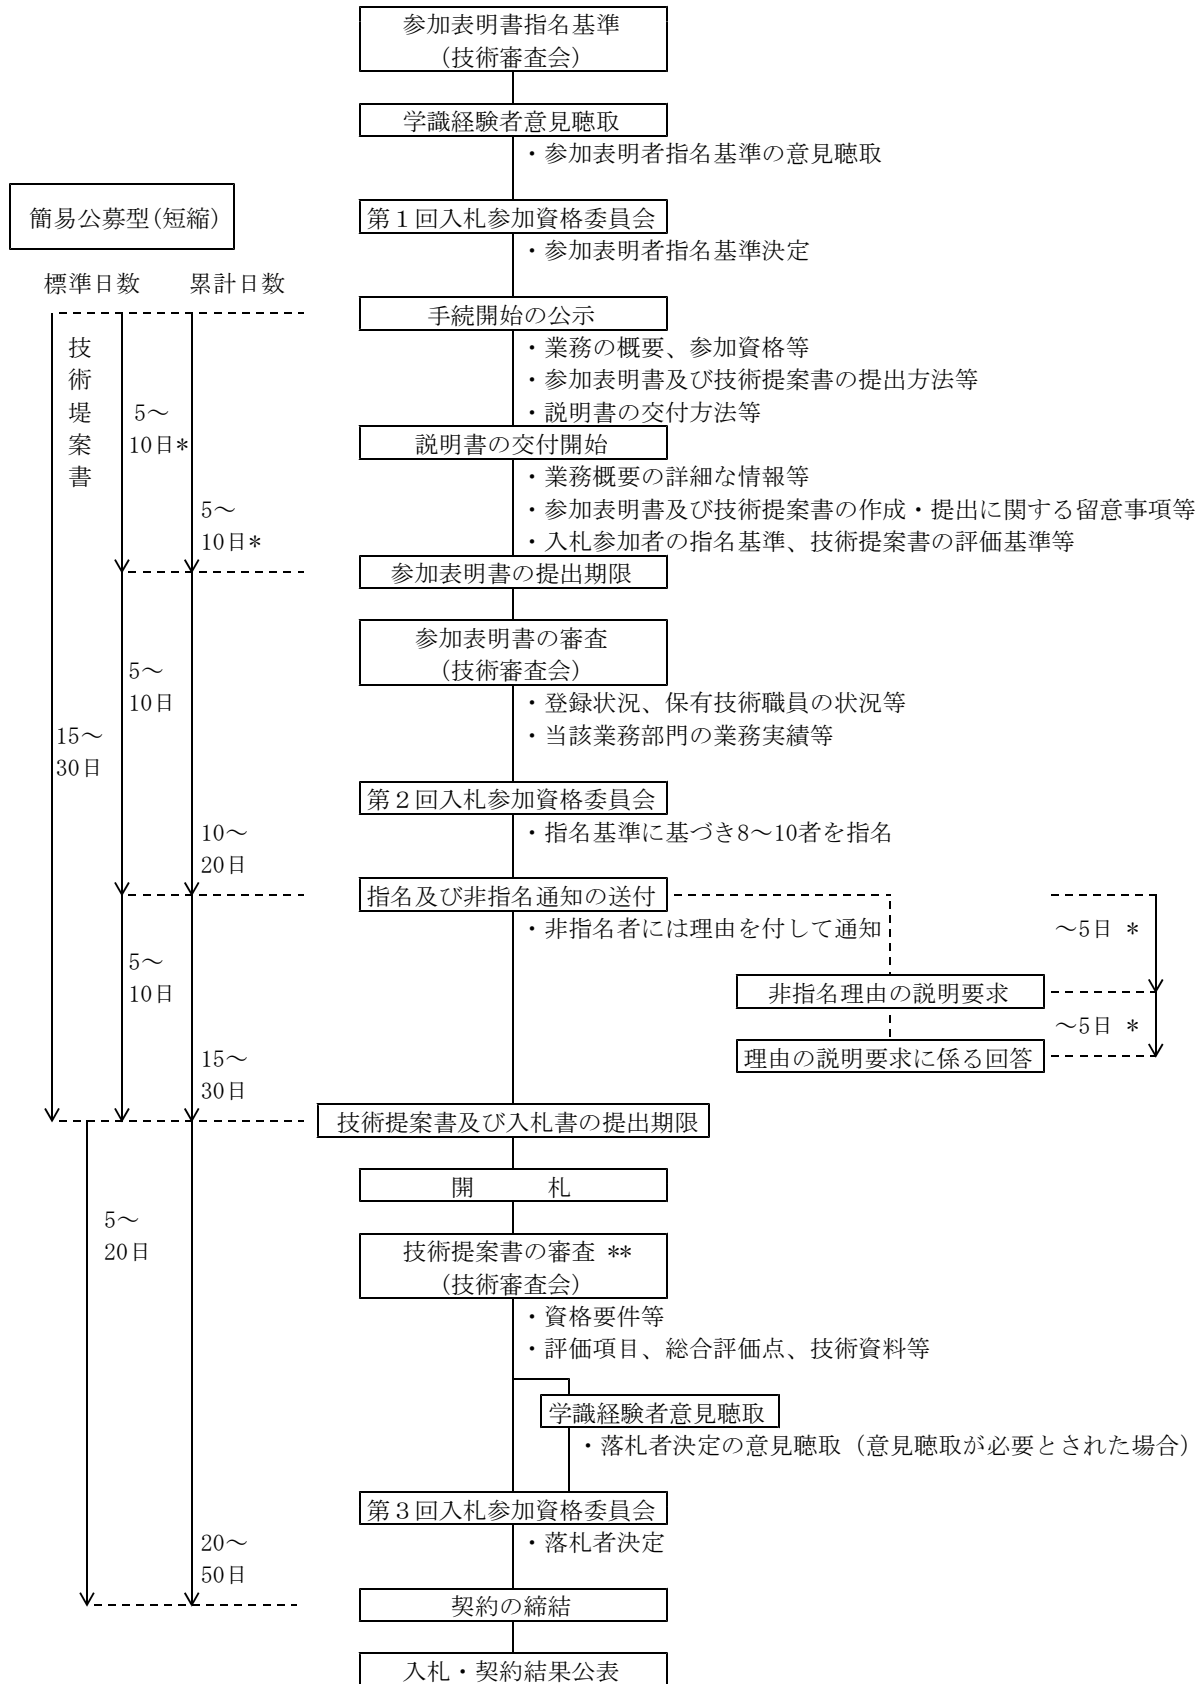 参加表明書指名基準
（技術審査会）
学識経験者意見聴取
・参加表明者指名基準の意見聴取
簡易公募型(短縮)
第１回入札参加資格委員会
・参加表明者指名基準決定
標準日数
累計日数
手続開始の公示
・業務の概要、参加資格等
・参加表明書及び技術提案書の提出方法等
・説明書の交付方法等
技術堤案書
5～
10日*
説明書の交付開始
・業務概要の詳細な情報等
・参加表明書及び技術提案書の作成・提出に関する留意事項等
・入札参加者の指名基準、技術提案書の評価基準等
5～
10日*
参加表明書の提出期限
参加表明書の審査
（技術審査会）
5～
10日
・登録状況、保有技術職員の状況等
・当該業務部門の業務実績等
15～
30日
第２回入札参加資格委員会
・指名基準に基づき8～10者を指名
10～
20日
指名及び非指名通知の送付
・非指名者には理由を付して通知
～5日 *
5～
10日
非指名理由の説明要求
～5日 *
理由の説明要求に係る回答
15～
30日
技術提案書及び入札書の提出期限
開　　　札
5～
20日
技術提案書の審査 **
（技術審査会）
・資格要件等
・評価項目、総合評価点、技術資料等
学識経験者意見聴取
・落札者決定の意見聴取（意見聴取が必要とされた場合）
第３回入札参加資格委員会
・落札者決定
20～
50日
契約の締結
入札・契約結果公表